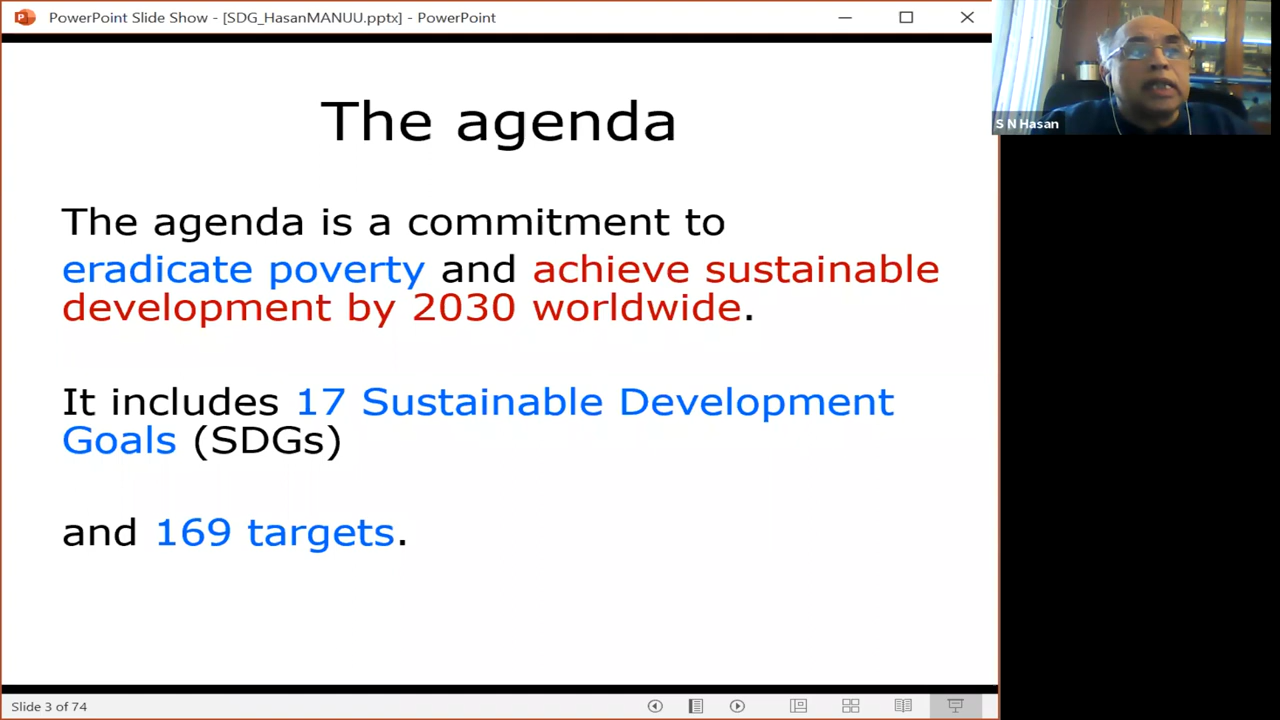 PowerPoint Slide Show - [SDG_HasanMANUU.pptx] - PowerPoint
S N Hasan
The agenda
The agenda is a commitment to
eradicate poverty and achieve sustainable
development by 2030 worldwide.
It includes 17 Sustainable Development
Goals (SDGs)
and 169 targets.
Slide 3 of 74